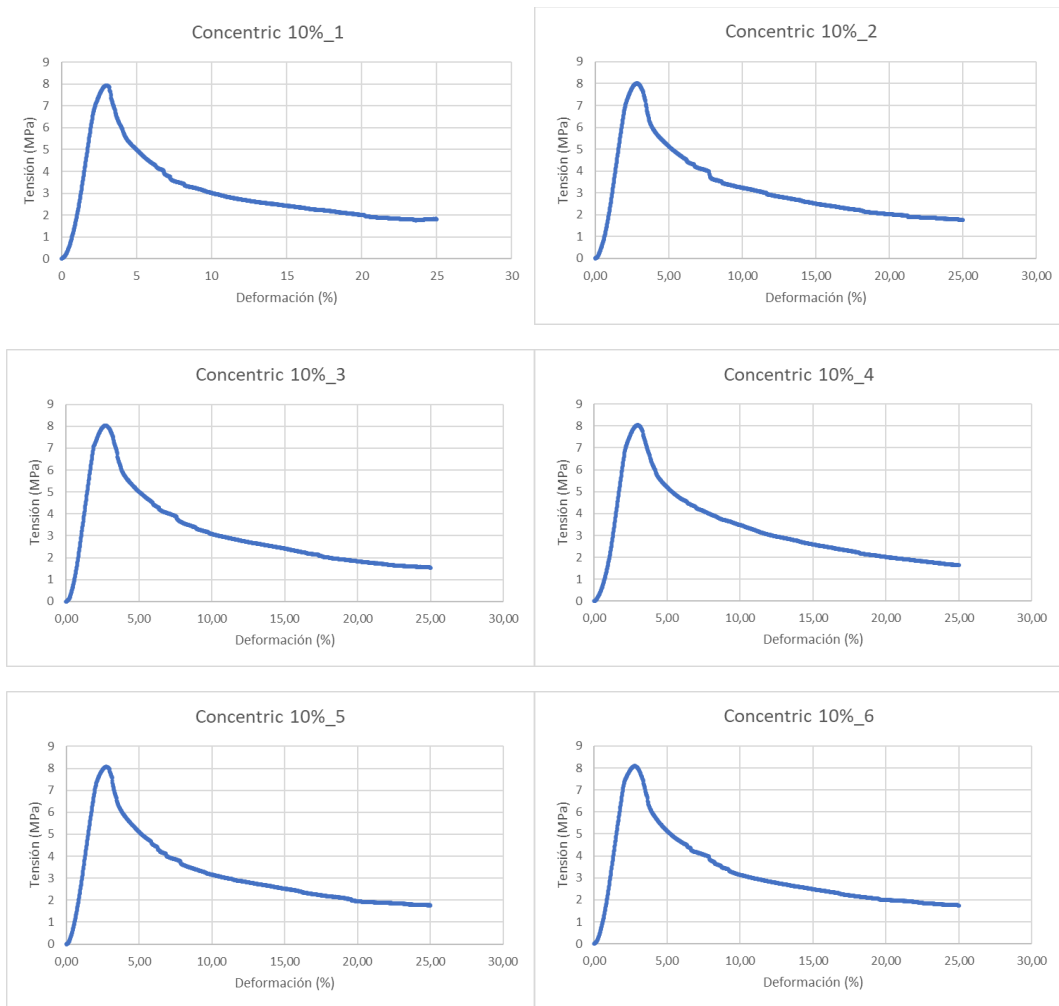 Concentric 10%_1
9
8
7
6
5
4
3
2
1
0
Tensión (MPa)
0 5 10 15 20 25 30
Deformación (%)
Concentric 10%_2
9
8
7
6
5
4
3
2
1
0
Tensión (MPa)
0,00 5,00 10,00 15,00 20,00 25,00 30,00
Deformación (%)
Concentric 10%_3
9
8
7
6
5
4
3
2
1
0
Tensión (MPa)
0,00 5,00 10,00 15,00 20,00 25,00 30,00
Deformación (%)
Concentric 10%_4
9
8
7
6
5
4
3
2
1
0
Tensión (MPa)
0,00 5,00 10,00 15,00 20,00 25,00 30,00
Deformación (%)
Concentric 10%_5
9
8
7
6
5
4
3
2
1
0
Tensión (MPa)
0,00 5,00 10,00 15,00 20,00 25,00 30,00
Deformación (%)
Concentric 10%_6
9
8
7
6
5
4
3
2
1
0
Tensión (MPa)
0,00 5,00 10,00 15,00 20,00 25,00 30,00
Deformación (%)